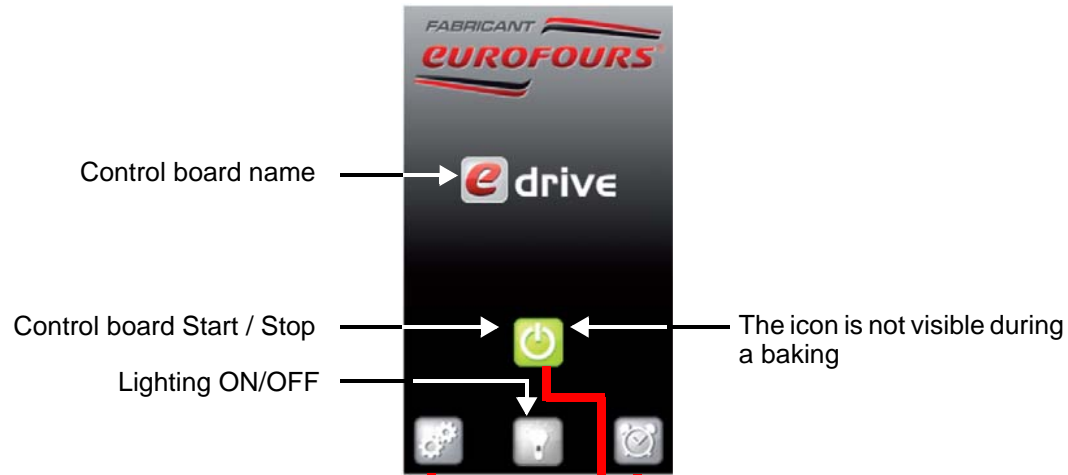 FABRICANT
EUROFOURS®
Control board name
e drive
Control board Start / Stop
The icon is not visible during
a baking
Lighting ON/OFF